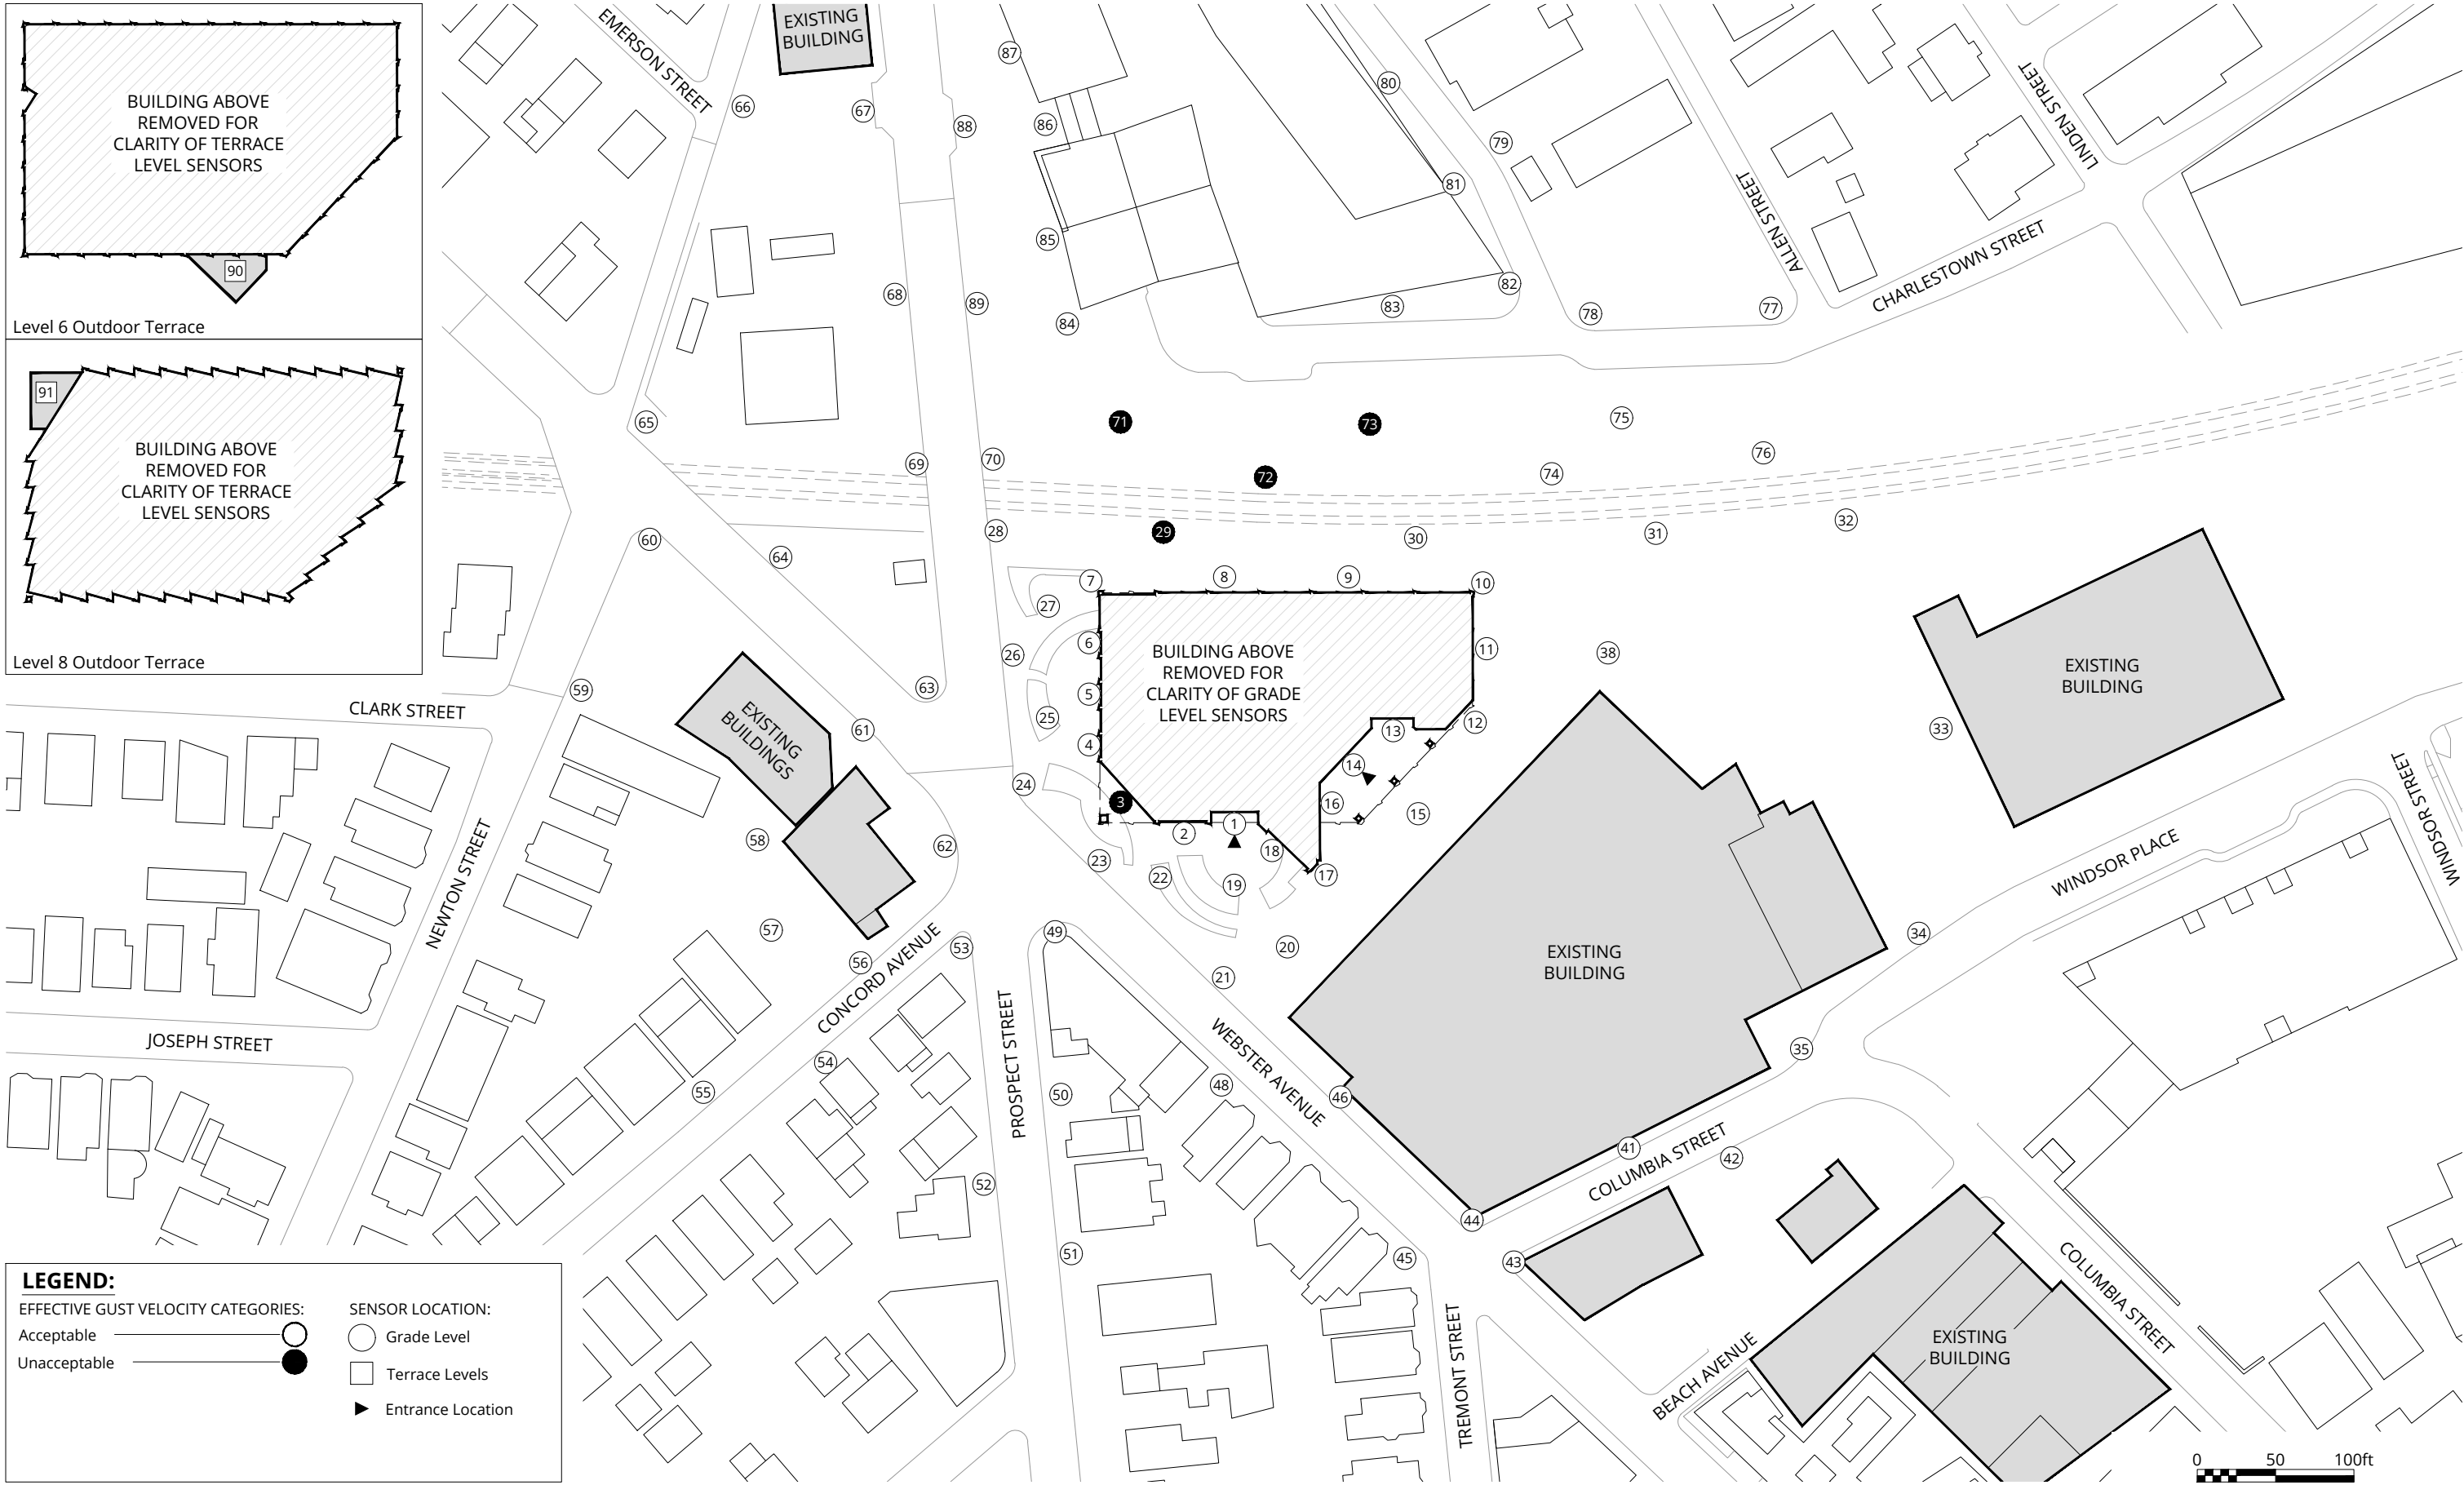 BUILDING ABOVE
REMOVED FOR
CLARITY OF TERRACE
LEVEL SENSORS
90
Level 6 Outdoor Terrace
91
BUILDING ABOVE
REMOVED FOR
CLARITY OF TERRACE
LEVEL SENSORS
Level 8 Outdoor Terrace
EMERSON STREET
EXISTING
BUILDING
66
67
88
87
86
85
84
68
89
80
79
81
82
83
78
77
ALLEN STREET
LINDEN STREET
CHARLESTOWN STREET
65
69
70
71
72
73
74
75
76
60
64
28
29
30
31
32
7
8
9
10
27
6
26
11
38
5
25
4
24
3
2
1
18
17
16
15
14
13
12
23
22
19
20
21
BUILDING ABOVE
REMOVED FOR
CLARITY OF GRADE
LEVEL SENSORS
63
61
59
62
58
57
56
53
49
EXISTING
BUILDINGS
CLARK STREET
NEWTON STREET
JOSEPH STREET
CONCORD AVENUE
54
55
PROSPECT STREET
50
52
51
48
WEBSTER AVENUE
46
EXISTING
BUILDING
33
EXISTING
BUILDING
34
35
WINDSOR PLACE
WINDSOR STREET
41
42
COLUMBIA STREET
44
43
45
TREMONT STREET
BEACH AVENUE
EXISTING
BUILDING
COLUMBIA STREET
LEGEND:
EFFECTIVE GUST VELOCITY CATEGORIES:
Acceptable
Unacceptable
SENSOR LOCATION:
Grade Level
Terrace Levels
Entrance Location
0 50 100ft